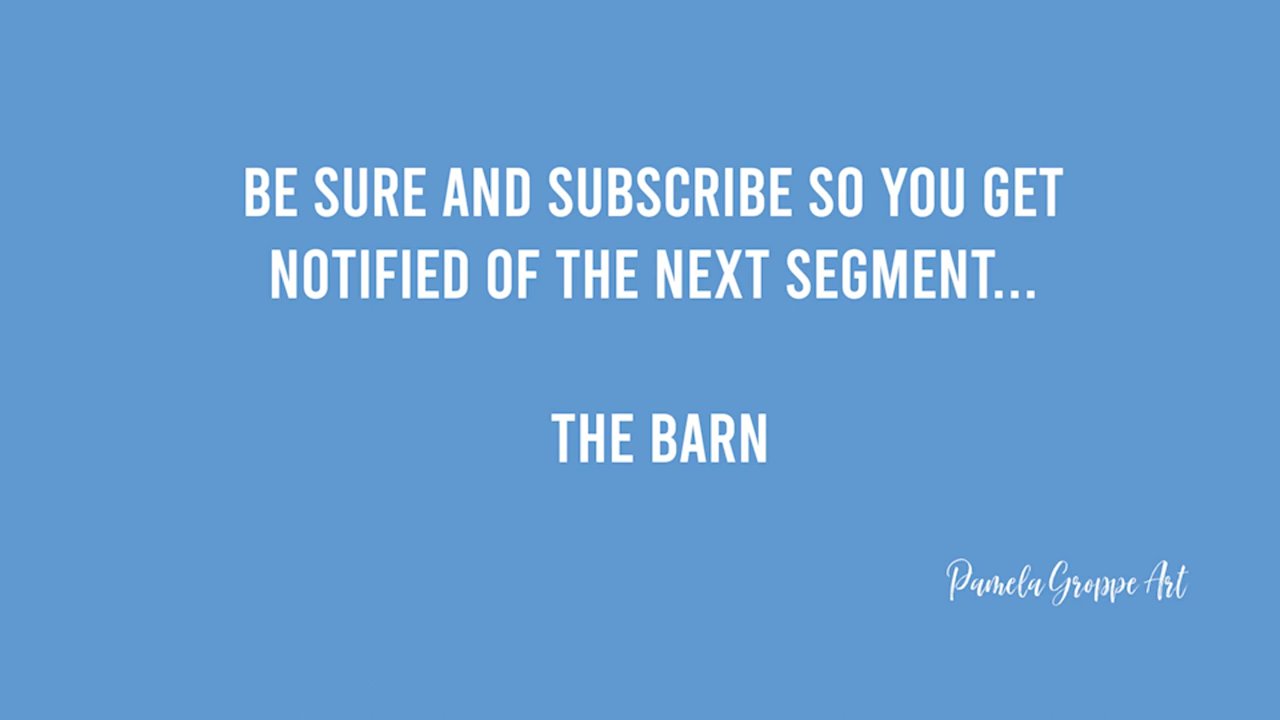 BE SURE AND SUBSCRIBE SO YOU GET
NOTIFIED OF THE NEXT SEGMENT...
THE BARN
Pamela Groppe Art